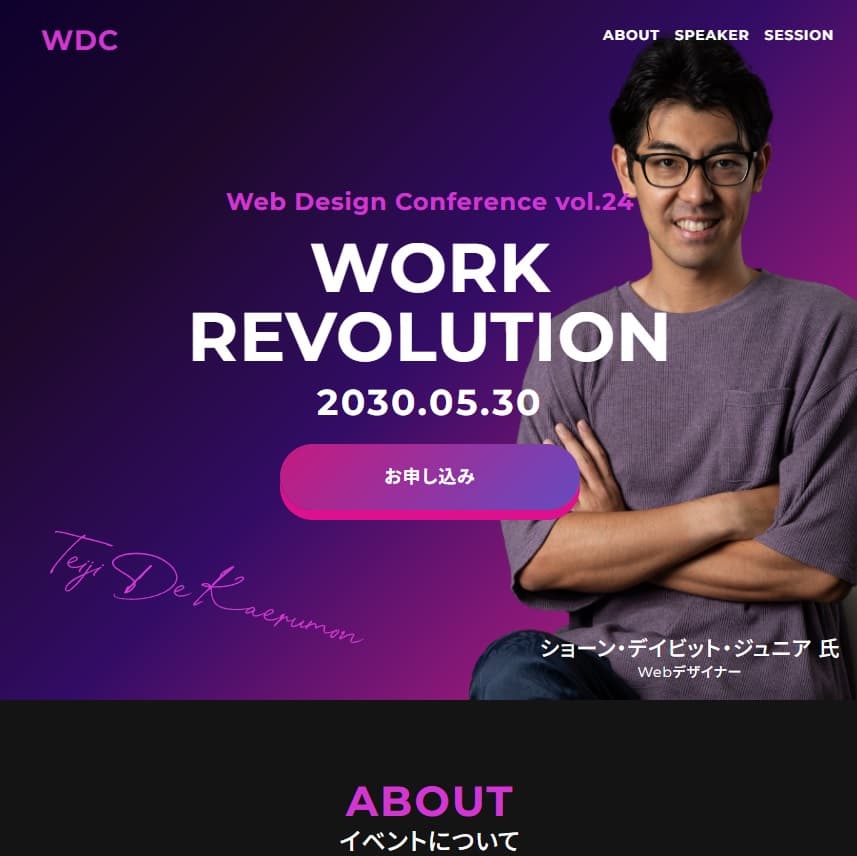 WDC
ABOUT SPEAKER SESSION
Web Design Conference vol.24
WORK
REVOLUTION
2030.05.30
お申し込み
Teiji De Kaerumon
ショーン・デイビット・ジュニア 氏
Webデザイナー
ABOUT
イベントについて